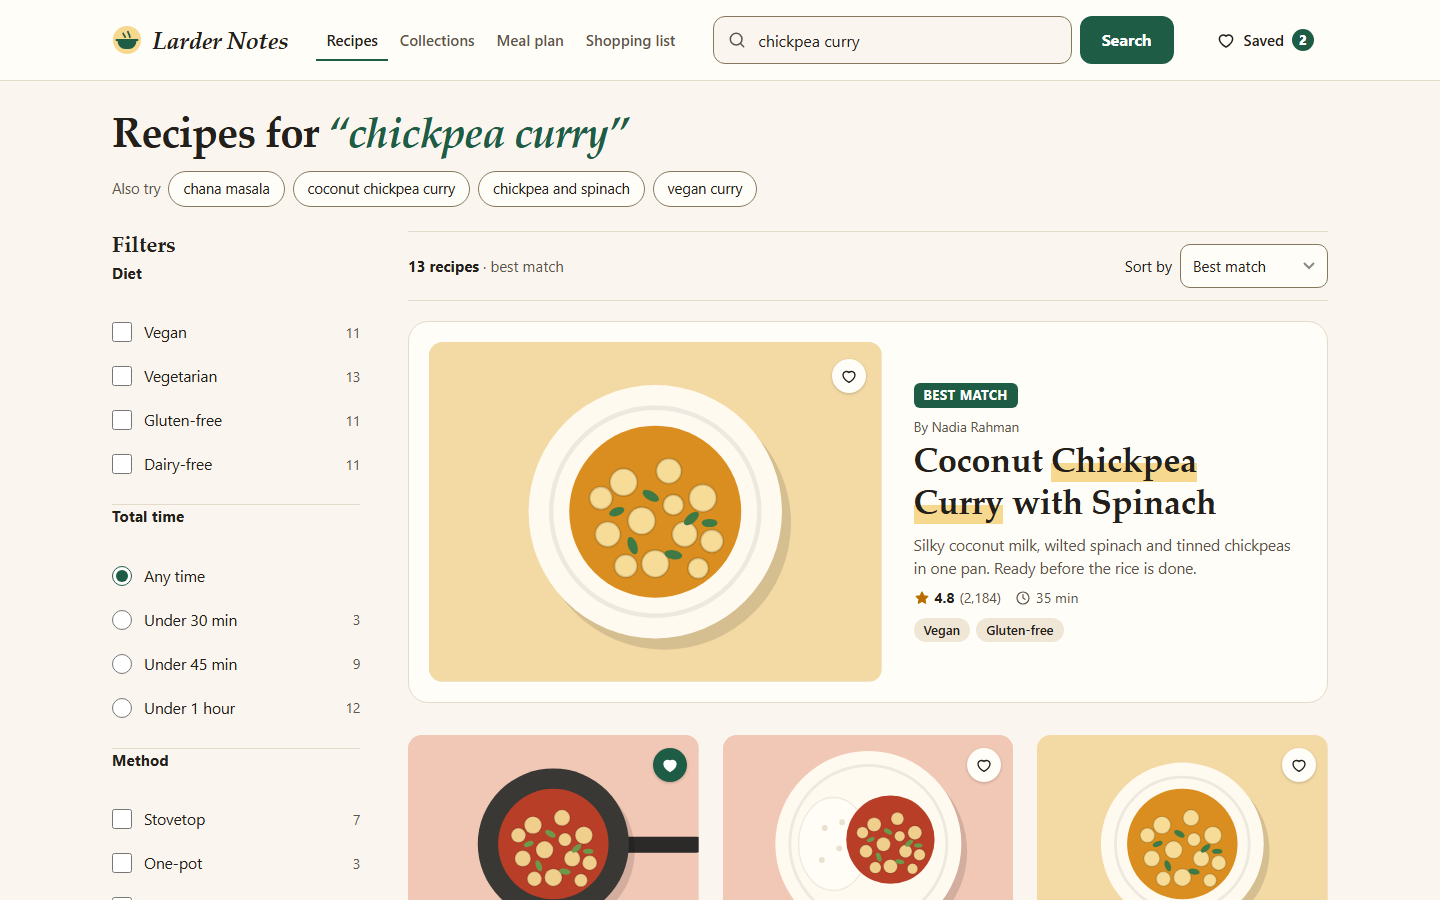 Larder Notes
Recipes
Collections
Meal plan
Shopping list
chickpea curry
Search
Saved 2
Recipes for “chickpea curry”
Also try
chana masala
coconut chickpea curry
chickpea and spinach
vegan curry
Filters
Diet
Vegan 11
Vegetarian 13
Gluten-free 11
Dairy-free 11
Total time
Any time
Under 30 min 3
Under 45 min 9
Under 1 hour 12
Method
Stovetop 7
One-pot 3
13 recipes · best match
Sort by
Best match
BEST MATCH
By Nadia Rahman
Coconut Chickpea
Curry with Spinach
Silky coconut milk, wilted spinach and tinned chickpeas
in one pan. Ready before the rice is done.
4.8 (2,184) 35 min
Vegan
Gluten-free